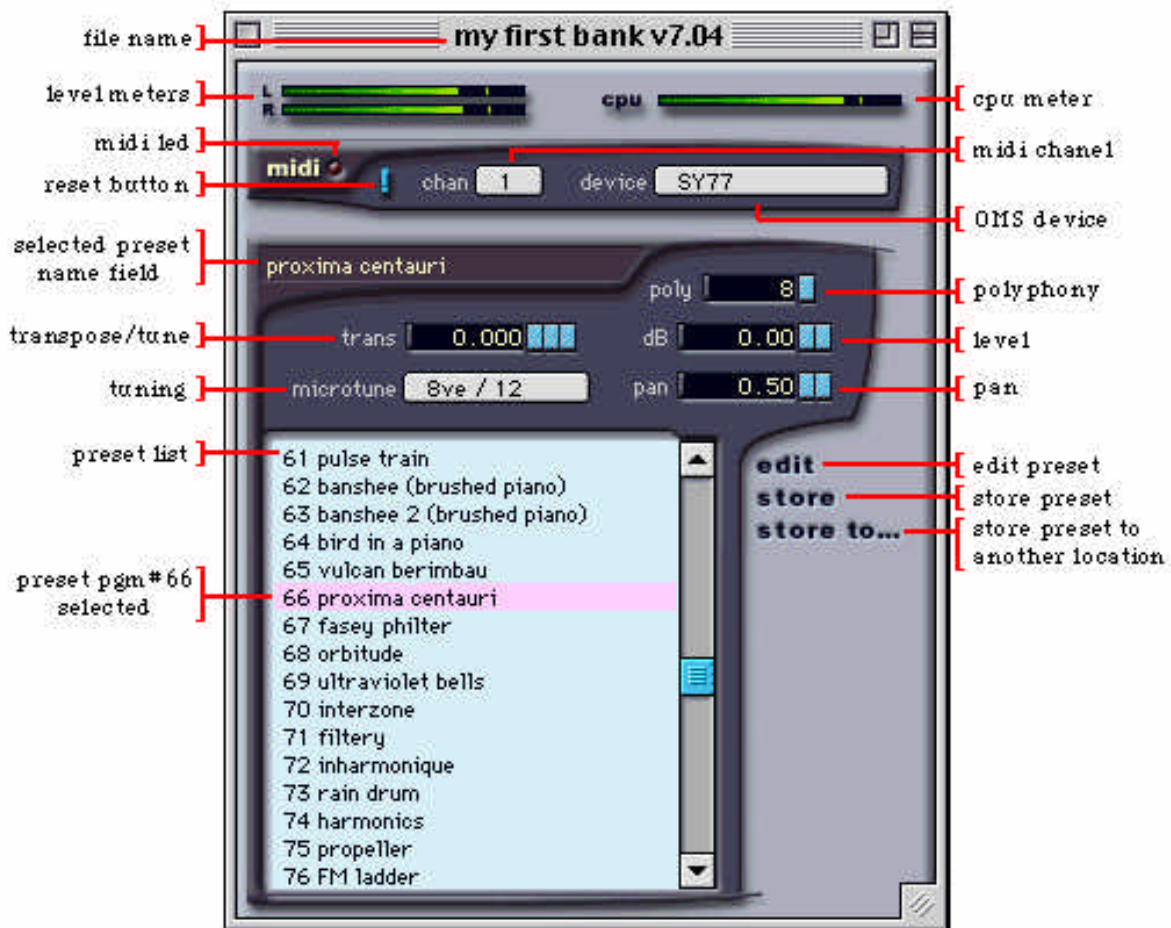 file name
my first bank v7.04
level meters
L
R
cpu
cpu meter
midi led
midi
reset button
!
chan
1
device
SY77
midi chanel
OMS device
selected preset
name field
proxima centauri
poly
8
polyphony
transpose/tune
trans
0.000
dB
0.00
level
tuning
microtune
8ve / 12
pan
0.50
pan
preset list
61 pulse train
62 banshee (brushed piano)
63 banshee 2 (brushed piano)
64 bird in a piano
65 vulcan berimbau
66 proxima centauri
67 fasey philter
68 orbitude
69 ultraviolet bells
70 interzone
71 filtery
72 inharmonique
73 rain drum
74 harmonics
75 propeller
76 FM ladder
preset pgm#66
selected
edit
edit preset
store
store preset
store to...
store preset to
another location